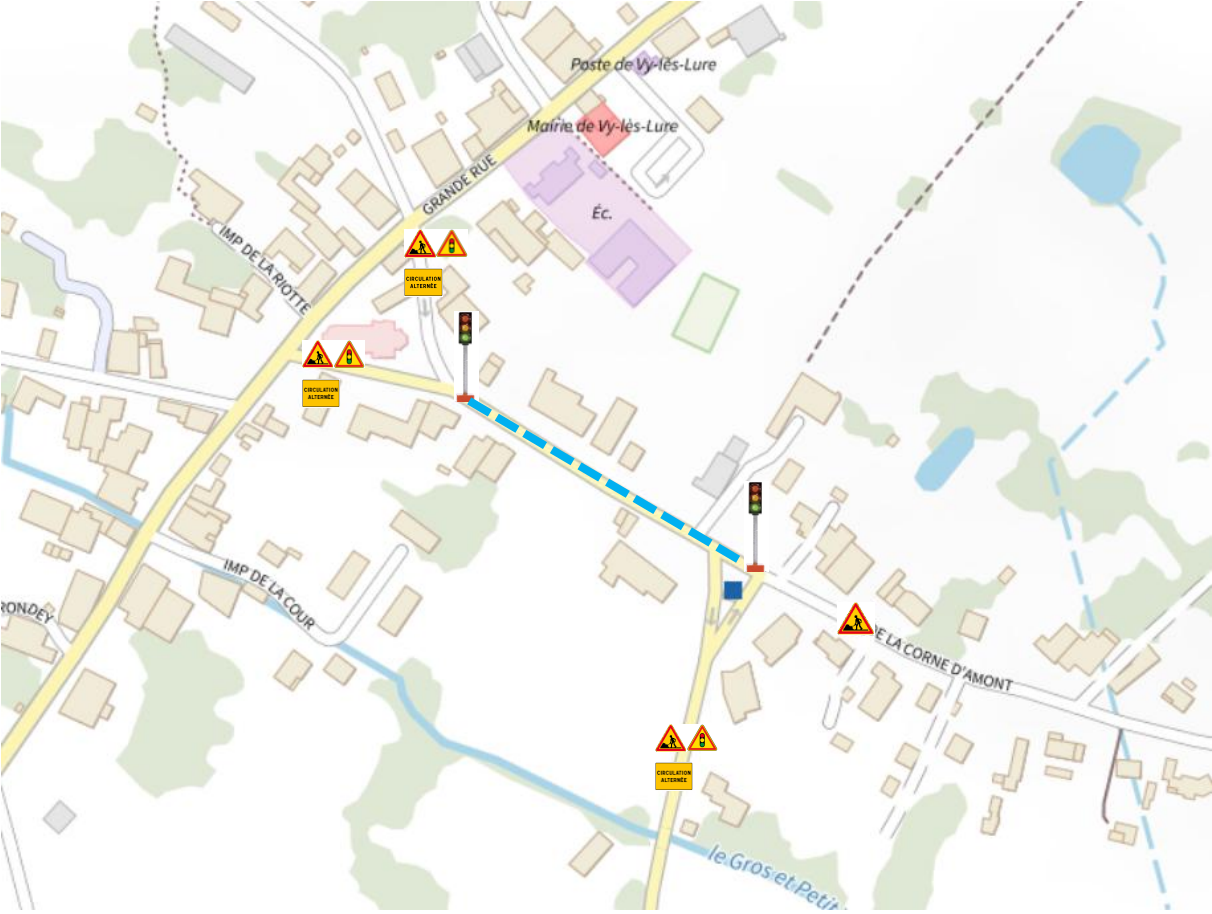 Poste de Vy-lès-Lure
Mairie de Vy-lès-Lure
GRANDE RUE
Éc.
IMP DE LA RIOTTE
CIRCULATION
ALTERNÉE
CIRCULATION
ALTERNÉE
IMP DE LA COUR
RONDEY
DE LA CORNE D'AMONT
CIRCULATION
ALTERNÉE
le Gros et Petit